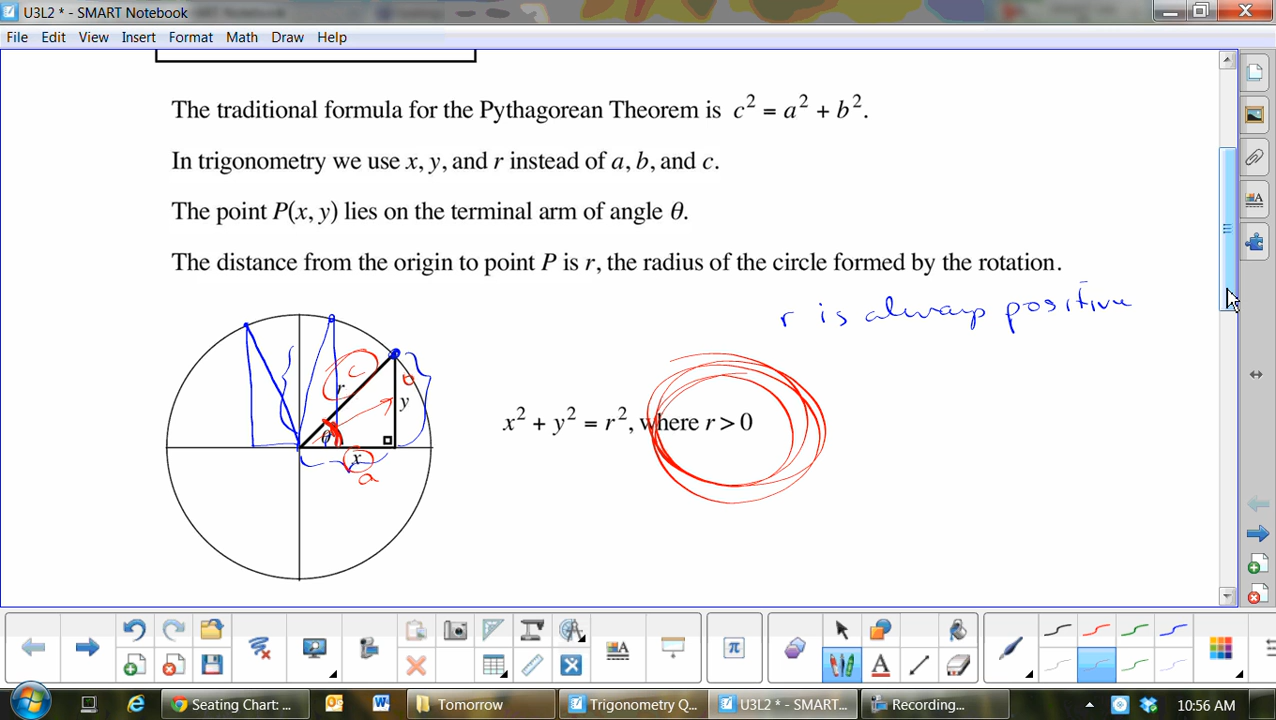 U3L2 * - SMART Notebook
File Edit View Insert Format Math Draw Help
The traditional formula for the Pythagorean Theorem is c² = a² + b².
In trigonometry we use x, y, and r instead of a, b, and c.
The point P(x, y) lies on the terminal arm of angle θ.
The distance from the origin to point P is r, the radius of the circle formed by the rotation.
r is always positive
c
r
b
y
θ
x
a
x² + y² = r², where r > 0
π
A
Seating Chart: ...
Tomorrow
Trigonometry Q...
U3L2 * - SMART...
Recording...
10:56 AM